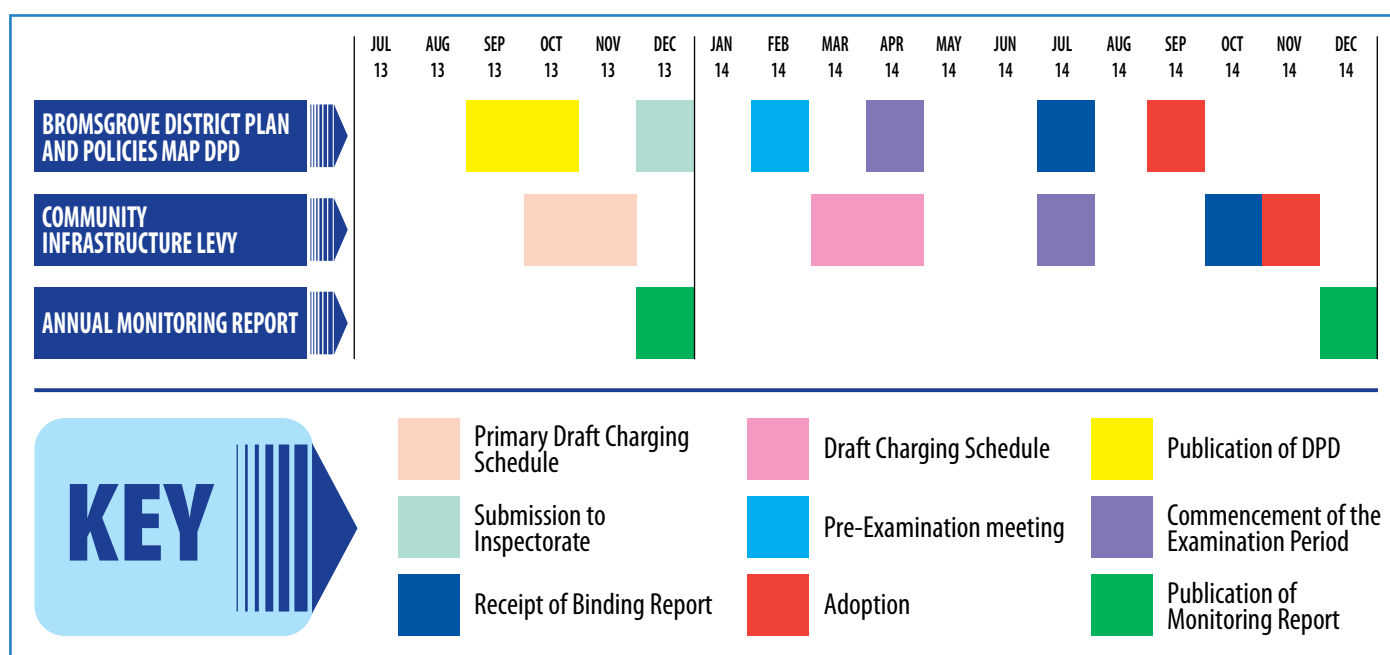 JUL AUG SEP OCT NOV DEC JAN FEB MAR APR MAY JUN JUL AUG SEP OCT NOV DEC
13 13 13 13 13 13 14 14 14 14 14 14 14 14 14 14 14 14
BROMSGROVE DISTRICT PLAN
AND POLICIES MAP DPD
COMMUNITY
INFRASTRUCTURE LEVY
ANNUAL MONITORING REPORT
KEY
Primary Draft Charging
Schedule
Draft Charging Schedule
Publication of DPD
Submission to
Inspectorate
Pre-Examination meeting
Commencement of the
Examination Period
Receipt of Binding Report
Adoption
Publication of
Monitoring Report